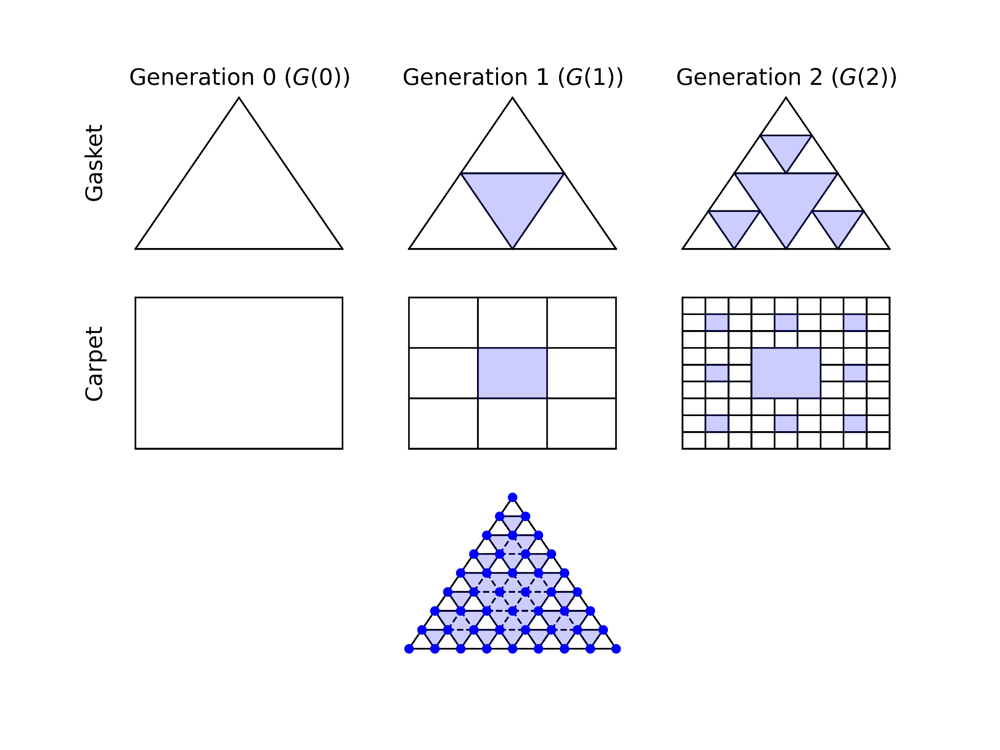 Generation 0 (G(0))
Generation 1 (G(1))
Generation 2 (G(2))
Gasket
Carpet